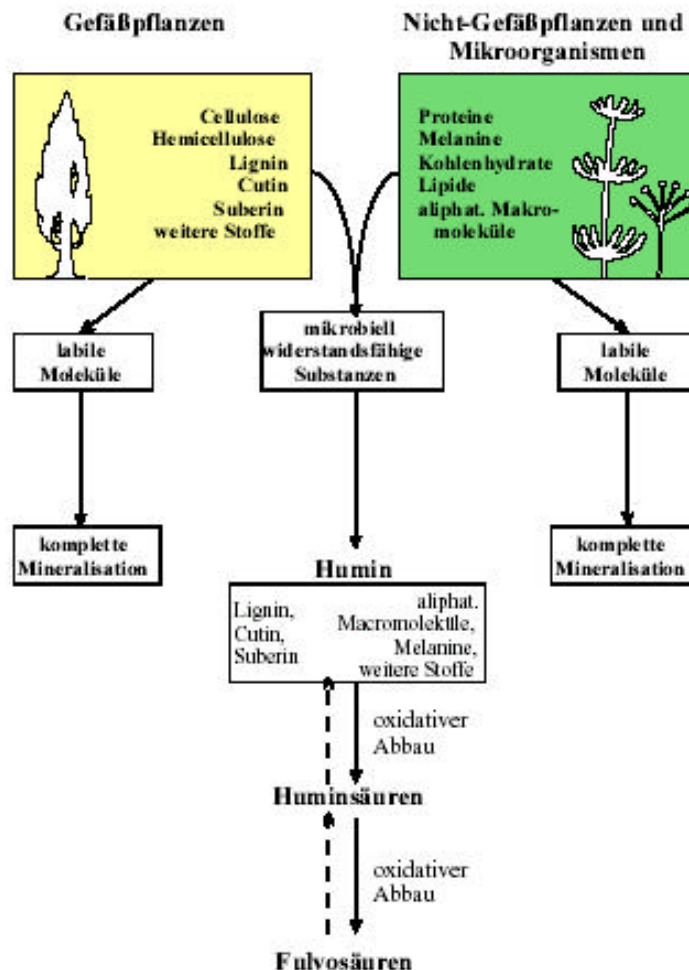 Gefäßpflanzen
Nicht-Gefäßpflanzen und
Mikroorganismen
Cellulose
Hemicellulose
Lignin
Cutin
Suberin
weitere Stoffe
Proteine
Melanine
Kohlenhydrate
Lipide
aliphat. Makro-
moleküle
labile
Moleküle
mikrobiell
widerstandsfähige
Substanzen
labile
Moleküle
komplette
Mineralisation
komplette
Mineralisation
Humin
Lignin,
Cutin,
Suberin
aliphat.
Macromoleküle,
Melanine,
weitere Stoffe
oxidativer
Abbau
Huminsäuren
oxidativer
Abbau
Fulvosäuren